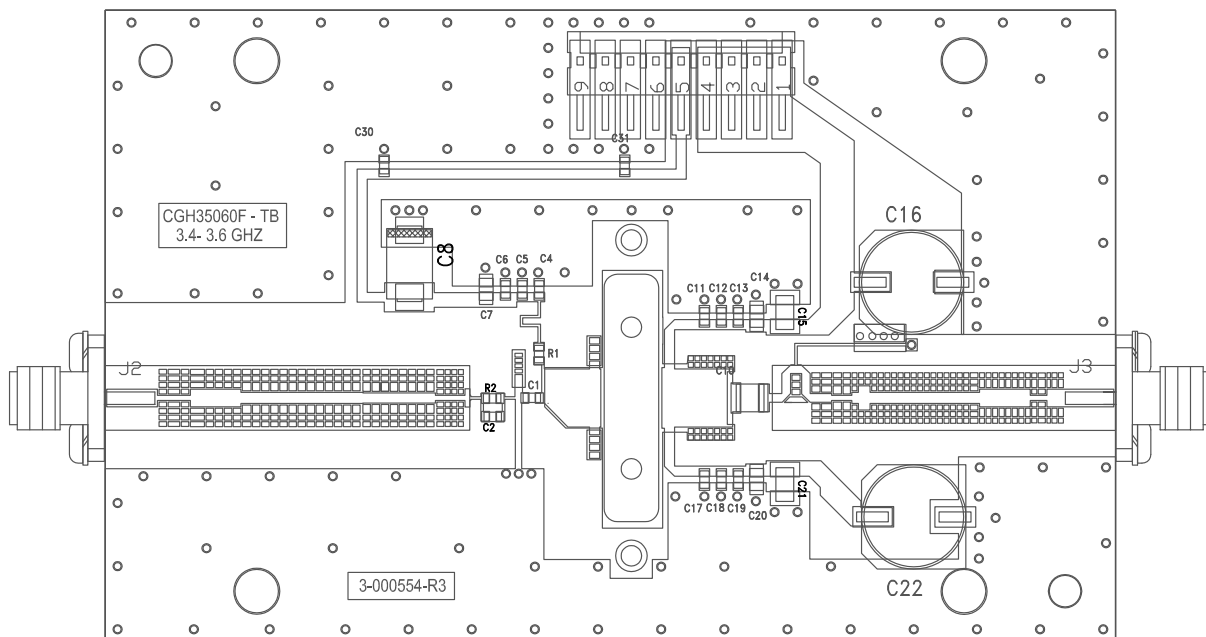 9 8 7 6 5 4 3 2 1
C30
C31
CGH35060F - TB
3.4- 3.6 GHZ
C16
C8
C6 C5 C4
C7
C11 C12 C13
C14
C15
J2
R1
R2
C1
C2
C10
J3
C17 C18 C19
C20
C21
3-000554-R3
C22